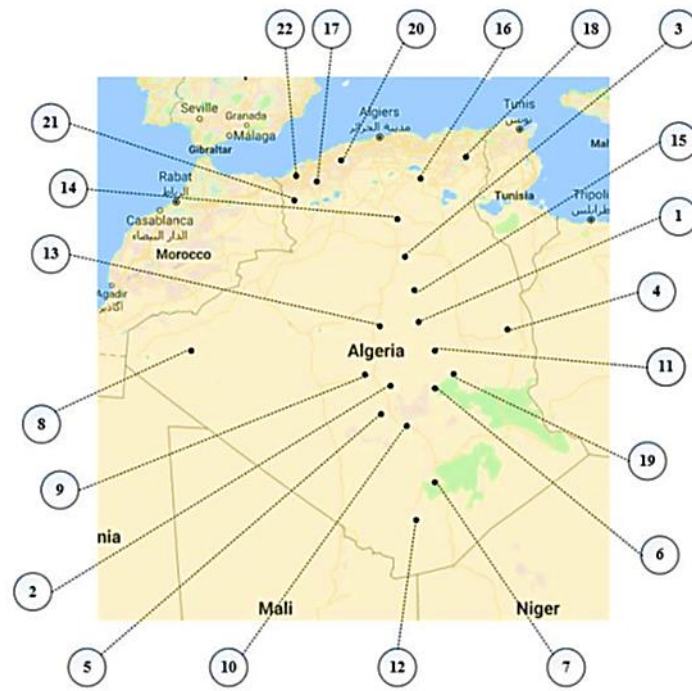 22
17
20
16
18
3
21
14
13
15
1
4
11
8
9
19
2
6
5
10
12
7
Seville
Granada
Málaga
Gibraltar
Algiers
مدينة الجزائر
Tunis
تونس
Mal
Rabat
الرباط
Casablanca
الدار البيضاء
Morocco
Tunisia
Tripoli
طرابلس
Agadir
أكادير
Algeria
nia
Mali
Niger